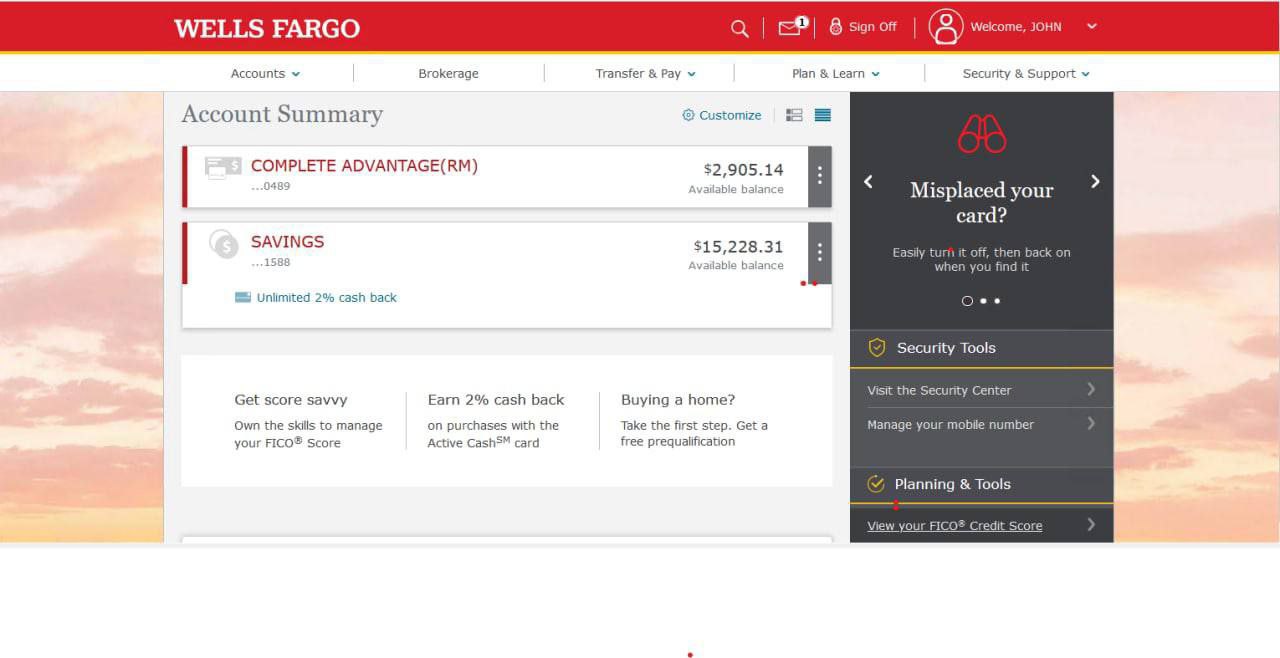 WELLS FARGO
1
Sign Off
Welcome, JOHN
Accounts
Brokerage
Transfer & Pay
Plan & Learn
Security & Support
Account Summary
Customize
COMPLETE ADVANTAGE(RM)
...0489
$2,905.14
Available balance
SAVINGS
...1588
$15,228.31
Available balance
Unlimited 2% cash back
Get score savvy
Own the skills to manage
your FICO® Score
Earn 2% cash back
on purchases with the
Active Cash℠ card
Buying a home?
Take the first step. Get a
free prequalification
Misplaced your
card?
Easily turn it off, then back on
when you find it
Security Tools
Visit the Security Center
Manage your mobile number
Planning & Tools
View your FICO® Credit Score